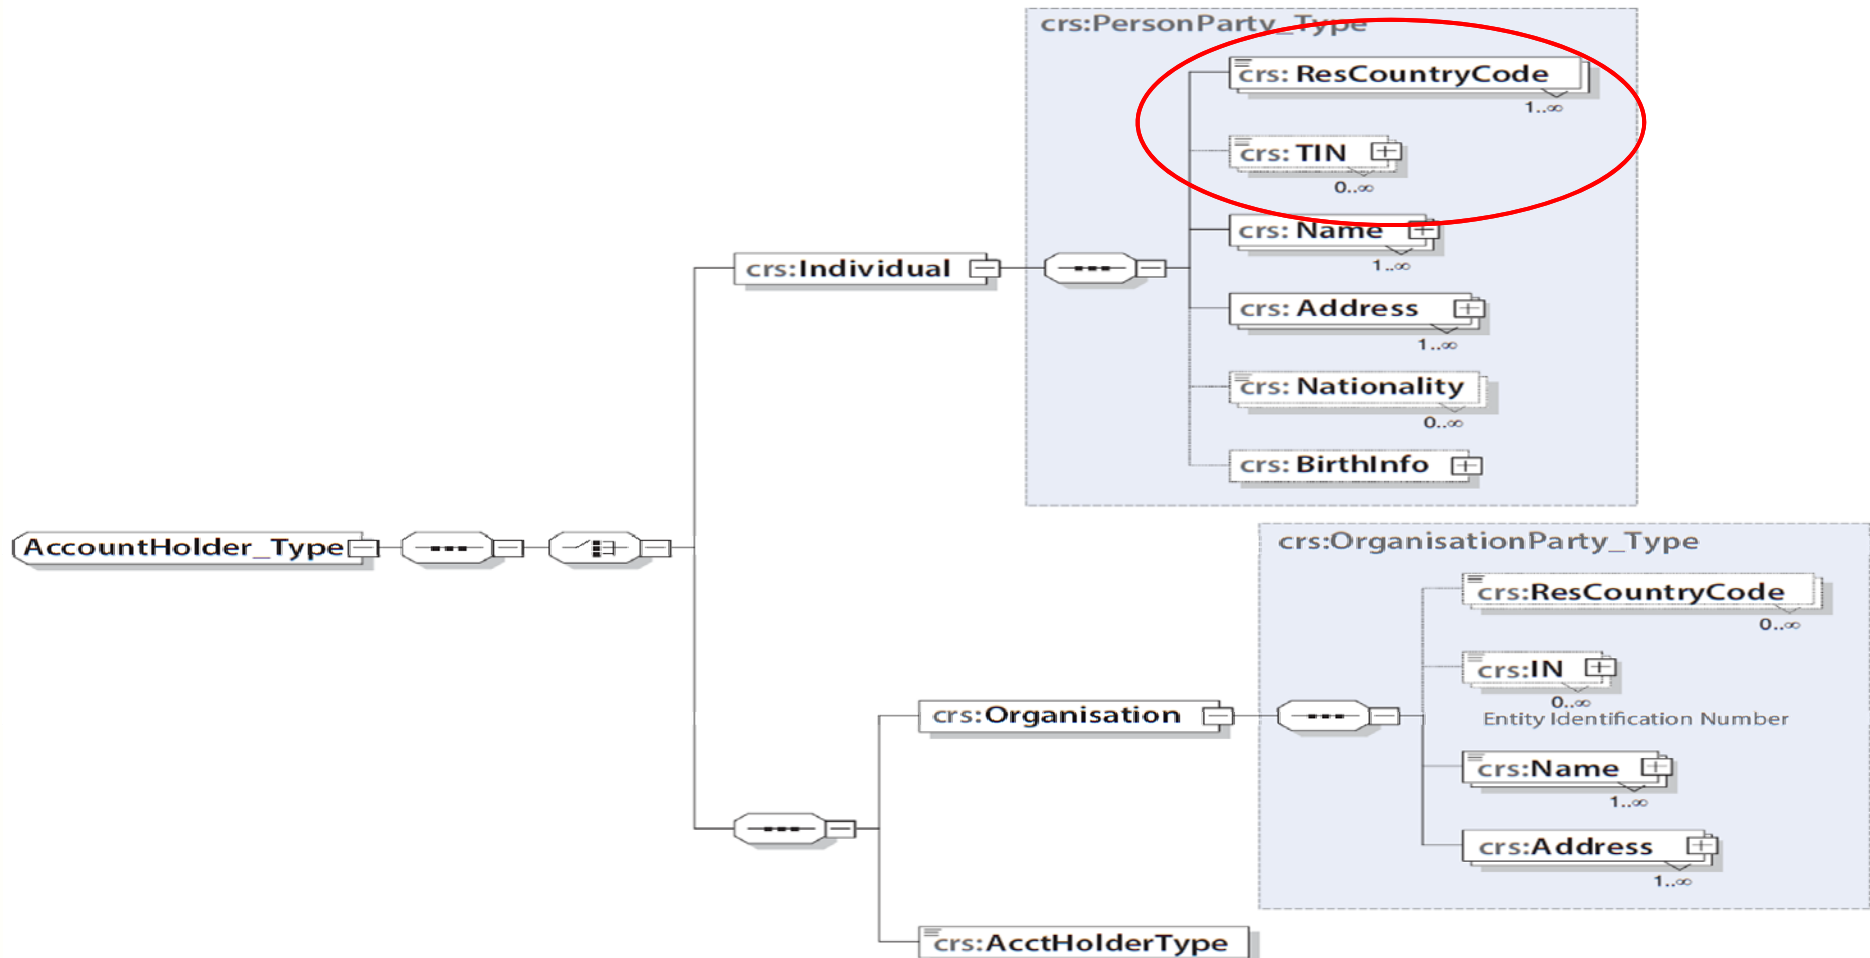 crs:PersonParty_Type
crs: ResCountryCode
1..∞
crs: TIN
0..∞
crs: Name
1..∞
crs:Individual
crs: Address
1..∞
crs: Nationality
0..∞
crs: BirthInfo
AccountHolder_Type
crs:OrganisationParty_Type
crs:ResCountryCode
0..∞
crs:IN
0..∞
Entity Identification Number
crs:Organisation
crs:Name
1..∞
crs:Address
1..∞
crs:AcctHolderType